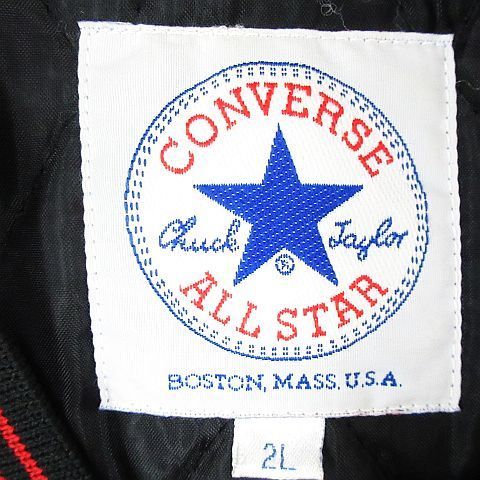 CONVERSE
Chuck Taylor
®
ALL STAR
BOSTON, MASS. U.S.A.
2L